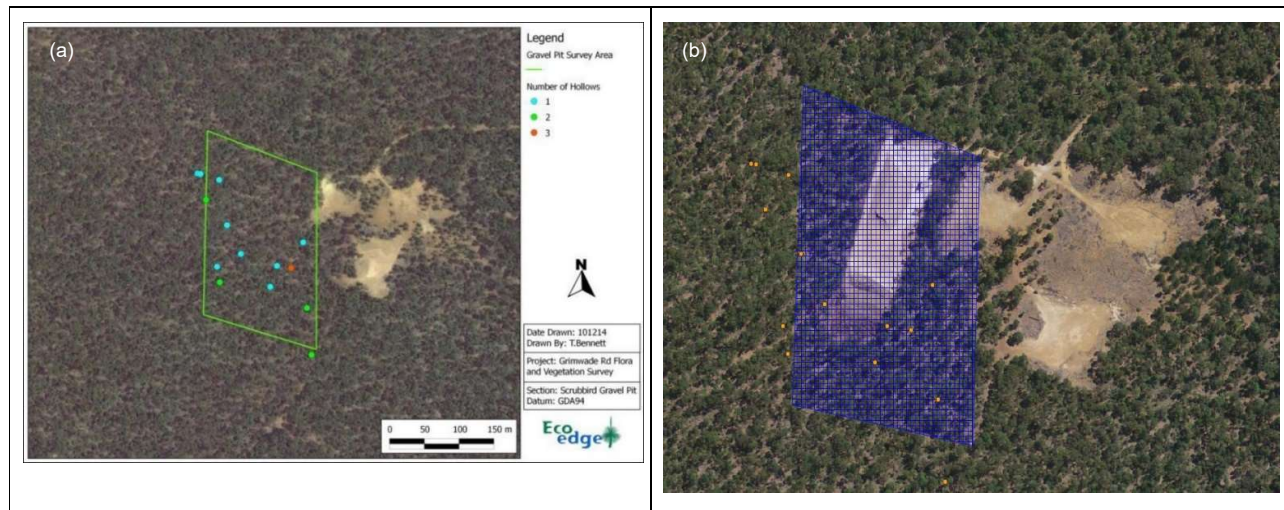 (a)
Legend
Gravel Pit Survey Area
Number of Hollows
1
2
3
N
Date Drawn: 101214
Drawn By: T.Bennett
Project: Grimwade Rd Flora
and Vegetation Survey
Section: Scrubbird Gravel Pit
Datum: GDA94
0 50 100 150 m
Eco
edge
(b)